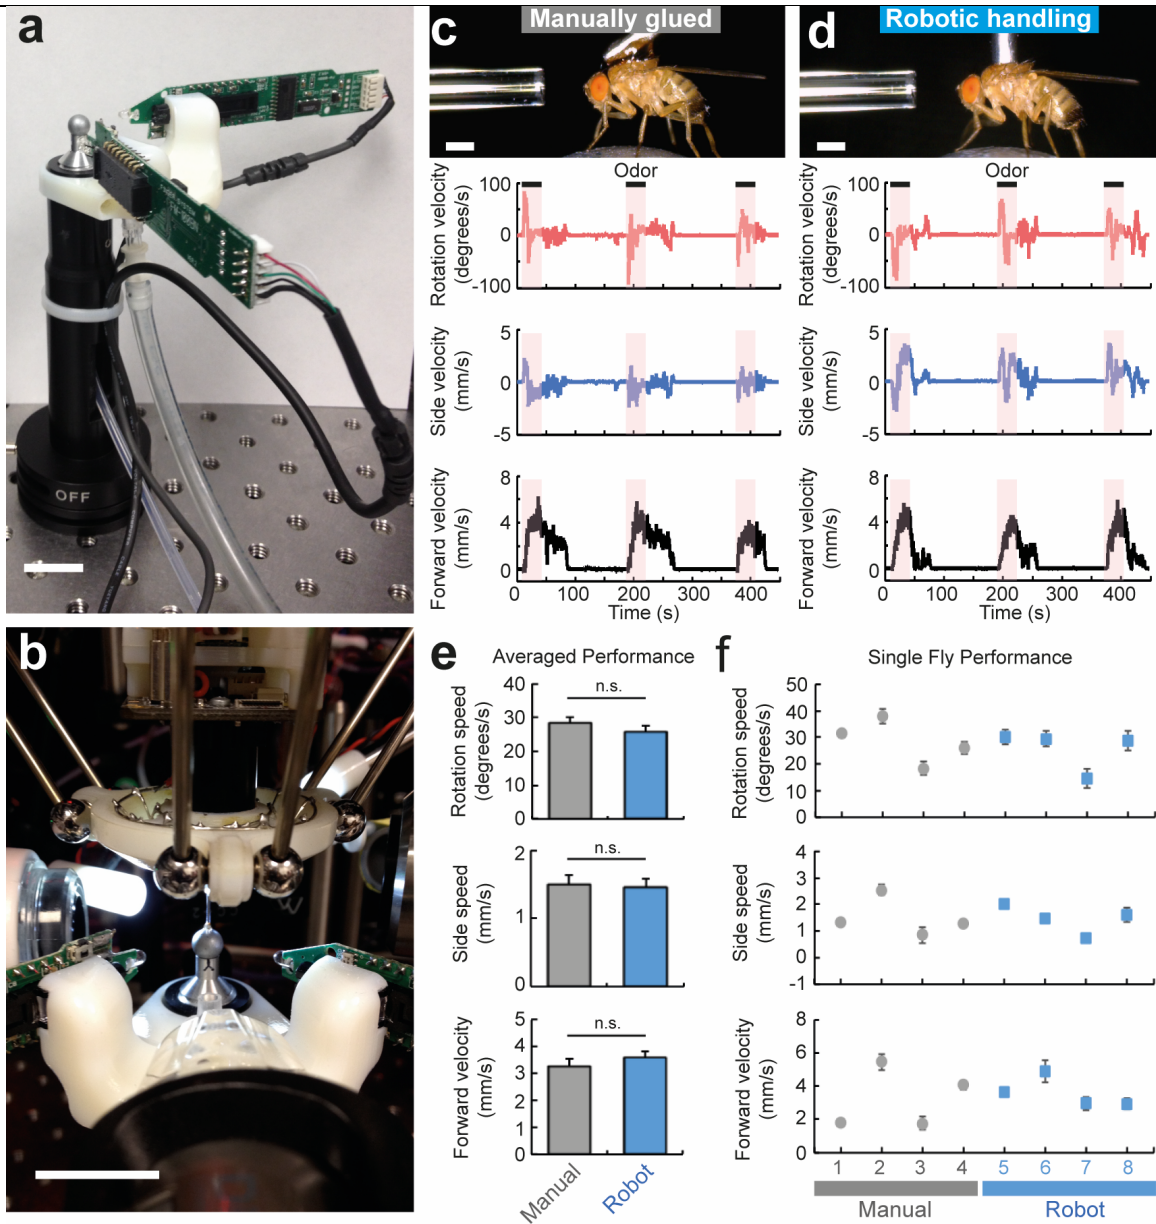 a
OFF
b
c
Manually glued
Odor
Rotation velocity
(degrees/s)
100
0
-100
Side velocity
(mm/s)
5
0
-5
Forward velocity
(mm/s)
8
4
0
0 100 200 300 400
Time (s)
d
Robotic handling
Odor
Rotation velocity
(degrees/s)
100
0
-100
Side velocity
(mm/s)
5
0
-5
Forward velocity
(mm/s)
8
4
0
0 100 200 300 400
Time (s)
e
Averaged Performance
Rotation speed
(degrees/s)
40
30
20
10
0
n.s.
Side speed
(mm/s)
2
1
0
n.s.
Forward velocity
(mm/s)
5
4
3
2
1
0
n.s.
Manual
Robot
f
Single Fly Performance
Rotation speed
(degrees/s)
50
40
30
20
10
0
Side speed
(mm/s)
4
3
2
1
0
-1
Forward velocity
(mm/s)
8
6
4
2
0
1 2 3 4 5 6 7 8
Manual
Robot